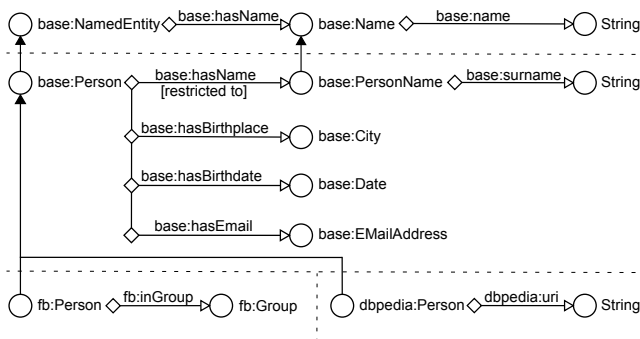 base:NamedEntity base:hasName base:Name base:name String
base:Person base:hasName base:PersonName base:surname String
[restricted to]
base:hasBirthplace base:City
base:hasBirthdate base:Date
base:hasEmail base:EMailAddress
fb:Person fb:inGroup fb:Group dbpedia:Person dbpedia:uri String